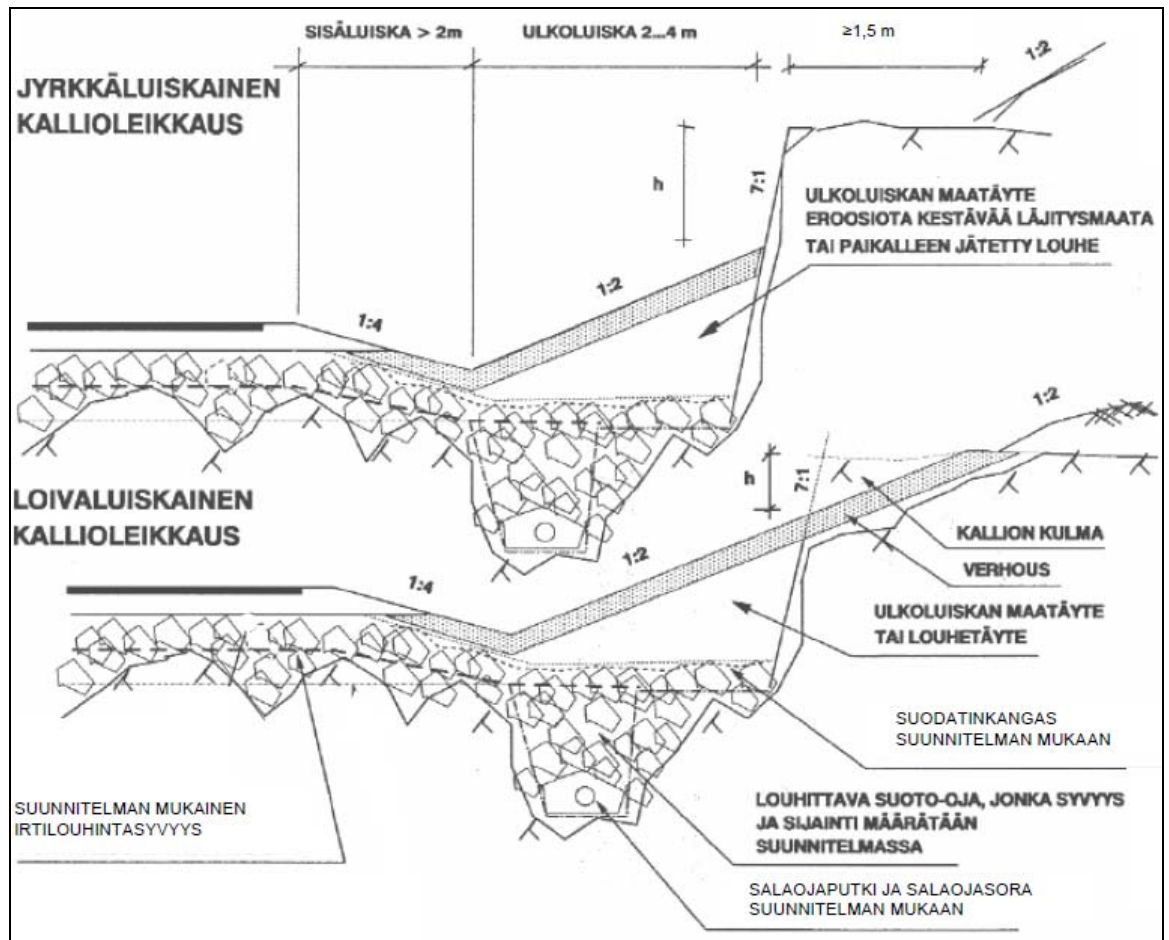 SISÄLUISKA > 2m
ULKOLUISKA 2...4 m
≥1,5 m
1:2
JYRKKÄLUISKAINEN
KALLIOLEIKKAUS
h
7:1
ULKOLUISKAN MAATÄYTE
EROOSIOTA KESTÄVÄÄ LÄJITYSMAATA
TAI PAIKALLEEN JÄTETTY LOUHE
1:2
1:4
1:2
LOIVALUISKAINEN
KALLIOLEIKKAUS
h
7:1
KALLION KULMA
VERHOUS
1:2
1:4
ULKOLUISKAN MAATÄYTE
TAI LOUHETÄYTE
SUODATINKANGAS
SUUNNITELMAN MUKAAN
SUUNNITELMAN MUKAINEN
IRTILOUHINTASYVYYS
LOUHITTAVA SUOTO-OJA, JONKA SYVYYS
JA SIJAINTI MÄÄRÄTÄÄN
SUUNNITELMASSA
SALAOJAPUTKI JA SALAOJASORA
SUUNNITELMAN MUKAAN